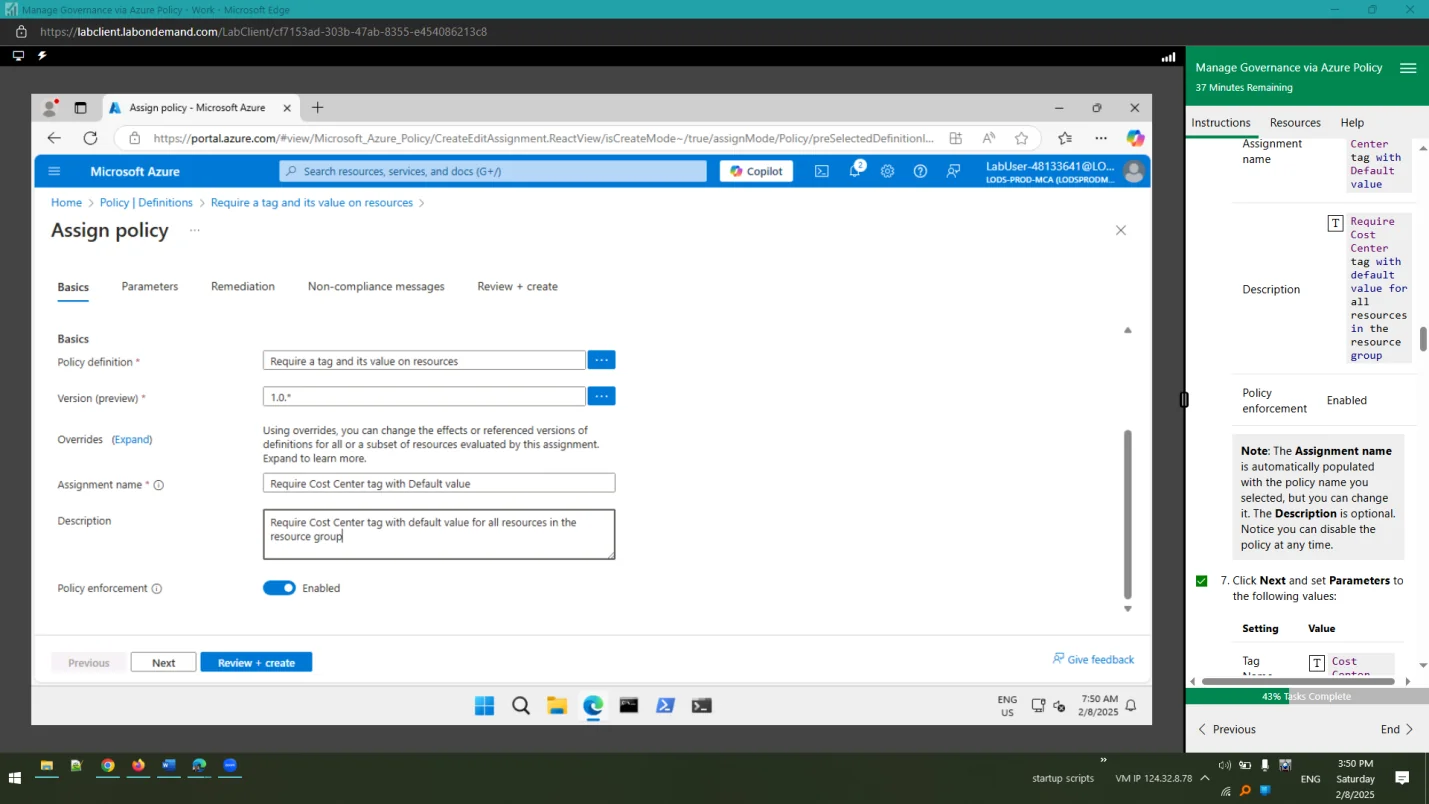 Manage Governance via Azure Policy - Work - Microsoft Edge
https://labclient.labondemand.com/LabClient/cf7153ad-303b-47ab-8355-e454086213c8
Assign policy - Microsoft Azure
https://portal.azure.com/#view/Microsoft_Azure_Policy/CreateEditAssignment.ReactView/isCreateMode~/true/assignMode/Policy/preSelectedDefinitionI...
Microsoft Azure
Search resources, services, and docs (G+/)
Copilot
2
LabUser-48133641@LO...
LODS-PROD-MCA (LODSPRODM...
Home > Policy | Definitions > Require a tag and its value on resources >
Assign policy ...
Basics
Parameters
Remediation
Non-compliance messages
Review + create
Basics
Policy definition *
Require a tag and its value on resources
Version (preview) *
1.0.*
Overrides (Expand)
Using overrides, you can change the effects or referenced versions of
definitions for all or a subset of resources evaluated by this assignment.
Expand to learn more.
Assignment name *
Require Cost Center tag with Default value
Description
Require Cost Center tag with default value for all resources in the
resource group
Policy enforcement
Enabled
Previous
Next
Review + create
Give feedback
ENG
US
7:50 AM
2/8/2025
Manage Governance via Azure Policy
37 Minutes Remaining
Instructions
Resources
Help
Assignment
name
Center
tag with
Default
value
Description
T
Require
Cost
Center
tag with
default
value for
all
resources
in the
resource
group
Policy
enforcement
Enabled
Note: The Assignment name
is automatically populated
with the policy name you
selected, but you can change
it. The Description is optional.
Notice you can disable the
policy at any time.
7. Click Next and set Parameters to
the following values:
Setting
Value
Tag
Name
T
Cost
Center
43% Tasks Complete
< Previous
End >
startup scripts
VM IP 124.32.8.78
ENG
3:50 PM
Saturday
2/8/2025